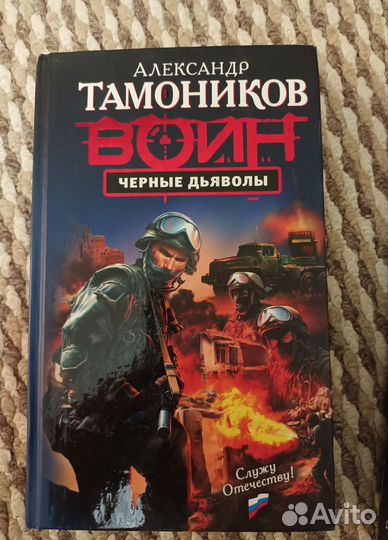 АЛЕКСАНДР
ТАМОНИКОВ
ВОИН
ЧЕРНЫЕ ДЬЯВОЛЫ
Служу
Отечеству!
Avito